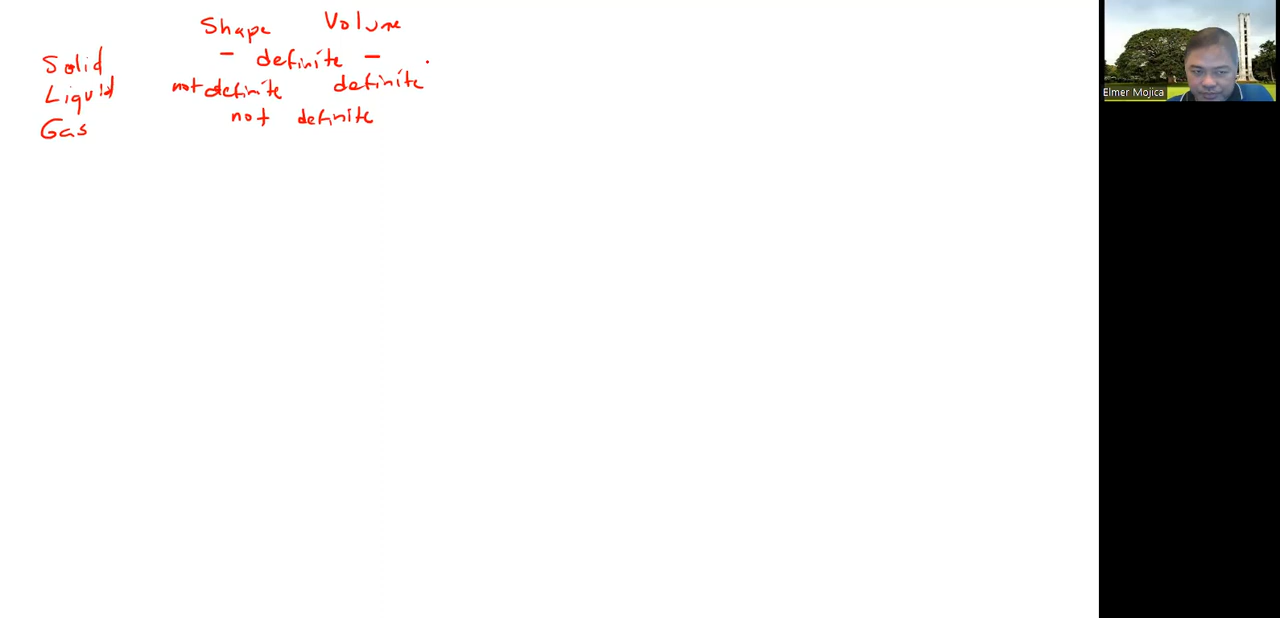 Shape Volume
Solid - definite -
Liquid not definite definite
Gas not definite
Elmer Mojica